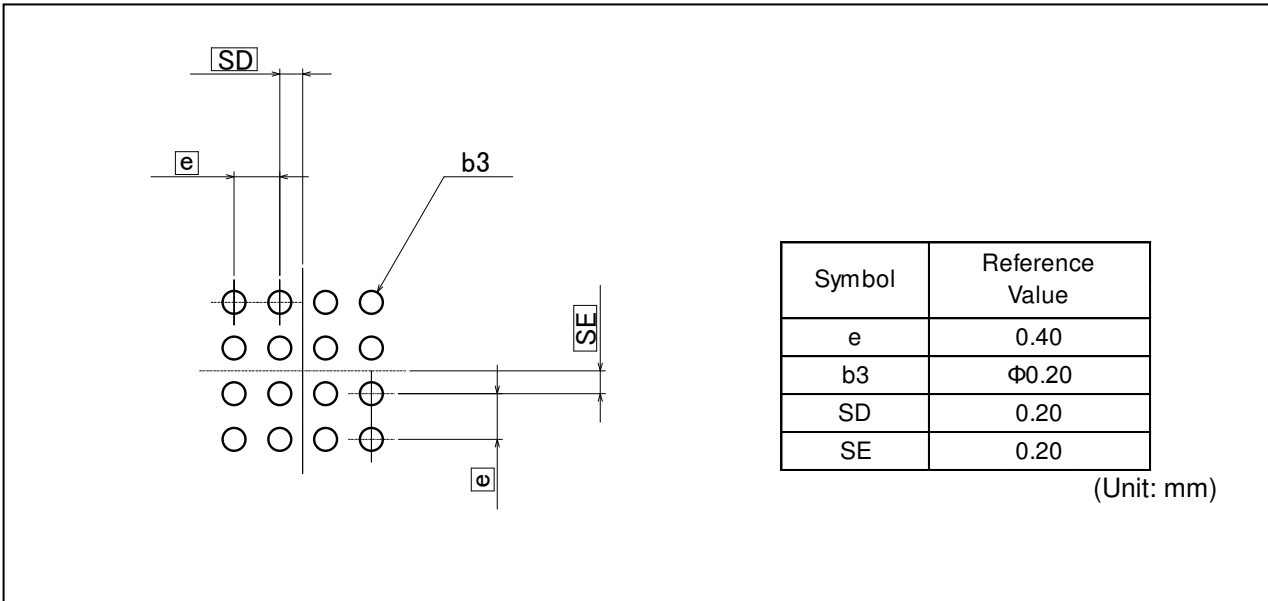 SD
e
b3
SE
e
Symbol Reference Value
e 0.40
b3 Φ0.20
SD 0.20
SE 0.20
(Unit: mm)